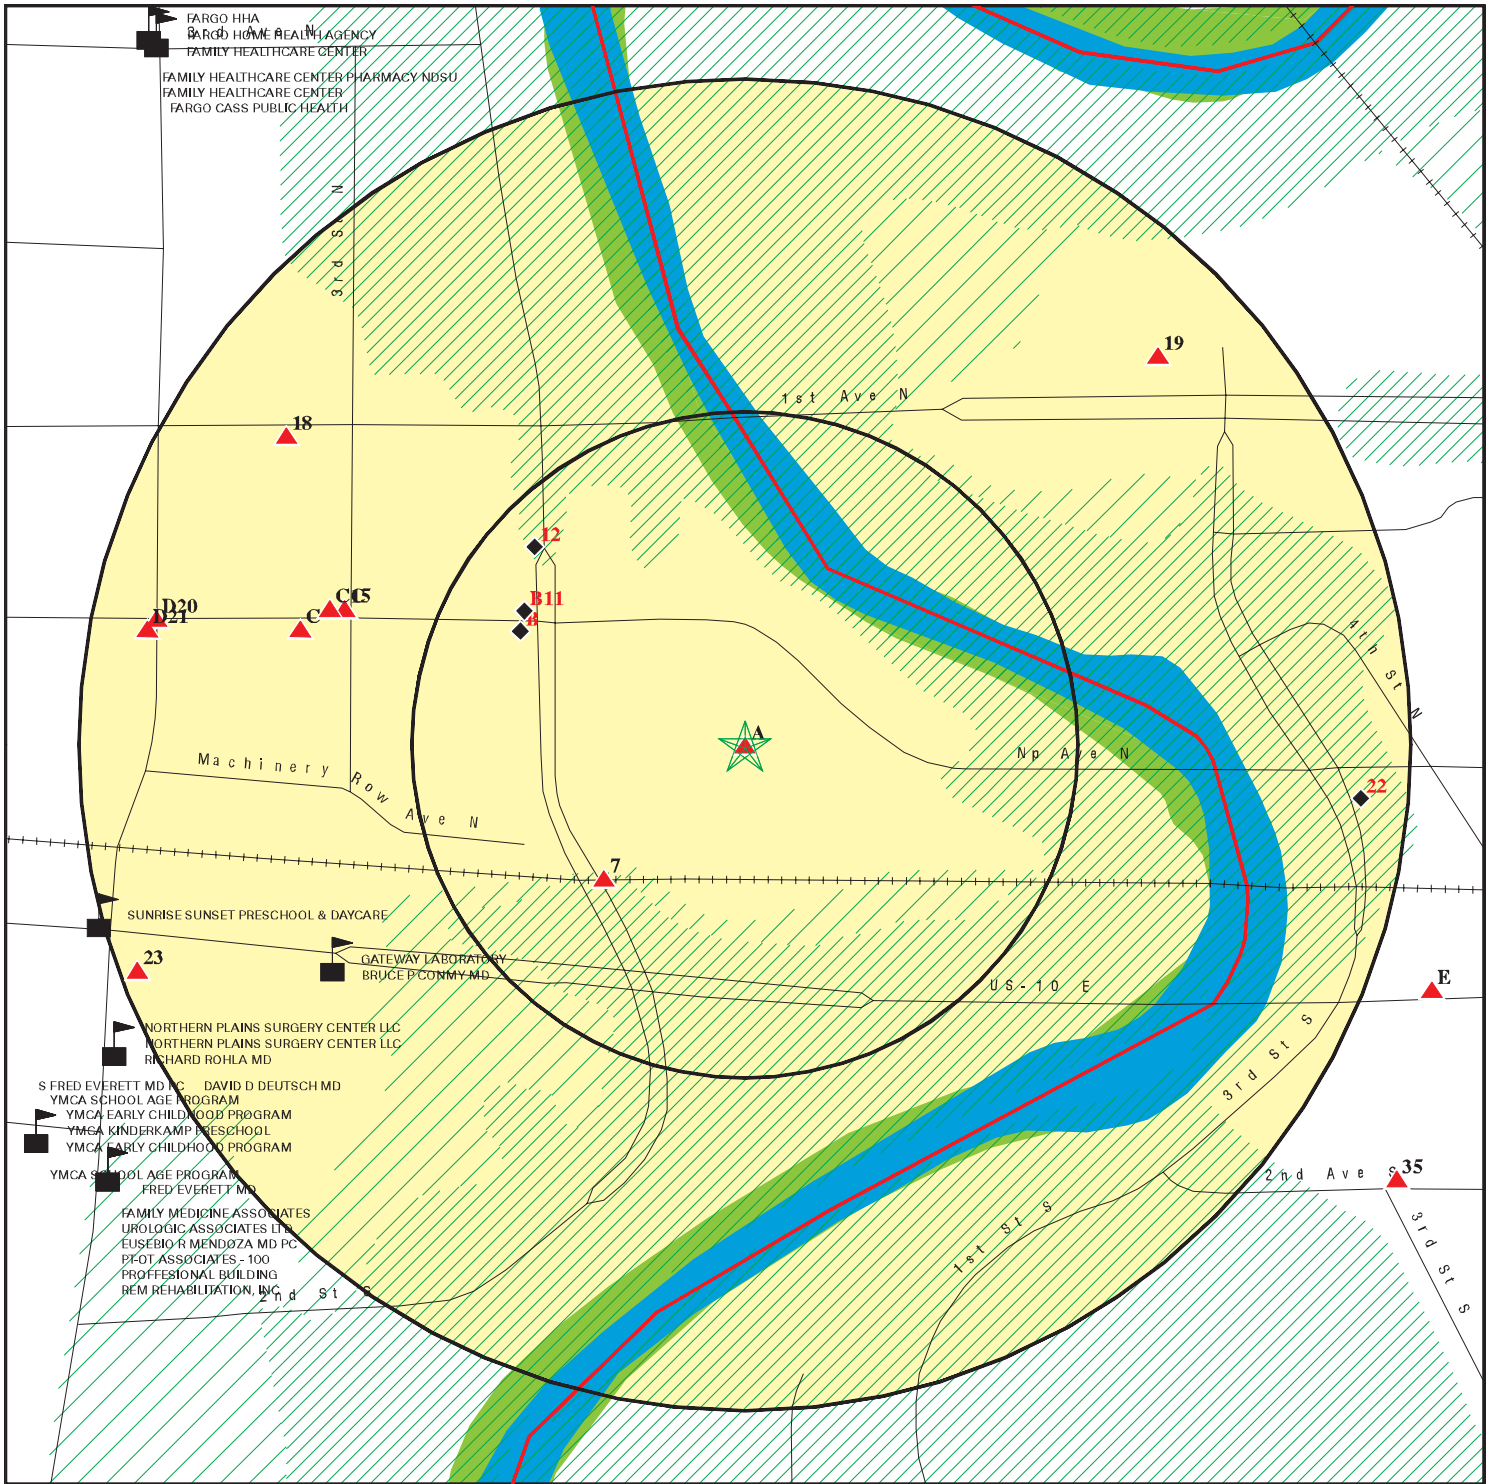 FARGO HHA
3rd Ave N
FARGO HOME HEALTH AGENCY
FAMILY HEALTHCARE CENTER
FAMILY HEALTHCARE CENTER PHARMACY NDSU
FAMILY HEALTHCARE CENTER
FARGO CASS PUBLIC HEALTH
3rd St N
19
1st Ave N
18
12
B11
D20
D21
C
4th St N
A
Np Ave N
Machinery Row Ave N
22
7
SUNRISE SUNSET PRESCHOOL & DAYCARE
23
GATEWAY LABORATORY
BRUCE P CONMY MD
US-10 E
E
NORTHERN PLAINS SURGERY CENTER LLC
NORTHERN PLAINS SURGERY CENTER LLC
RICHARD ROHLA MD
3rd St S
S FRED EVERETT MD PC DAVID D DEUTSCH MD
YMCA SCHOOL AGE PROGRAM
YMCA EARLY CHILDHOOD PROGRAM
YMCA KINDERKAMP PRESCHOOL
YMCA EARLY CHILDHOOD PROGRAM
YMCA SCHOOL AGE PROGRAM
FRED EVERETT MD
2nd Ave S
35
FAMILY MEDICINE ASSOCIATES
UROLOGIC ASSOCIATES LTD
EUSEBIO R MENDOZA MD PC
PT-OT ASSOCIATES - 100
PROFFESIONAL BUILDING
REM REHABILITATION, INC
2nd St S
1st St S
3rd St S